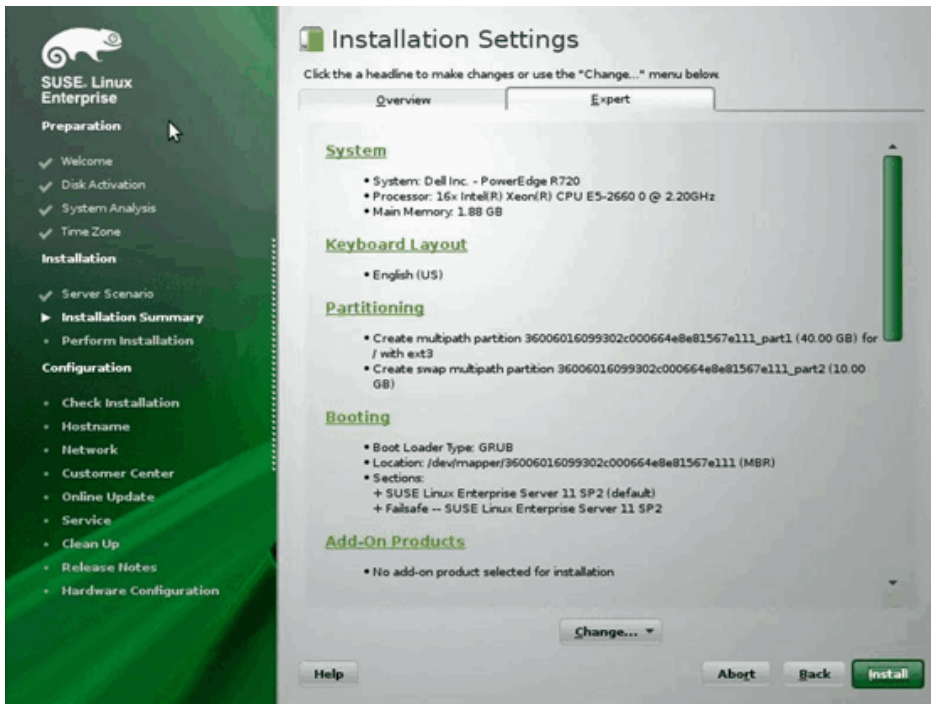 SUSE. Linux
Enterprise
Preparation
Welcome
Disk Activation
System Analysis
Time Zone
Installation
Server Scenario
Installation Summary
Perform Installation
Configuration
Check Installation
Hostname
Network
Customer Center
Online Update
Service
Clean Up
Release Notes
Hardware Configuration
Installation Settings
Click the a headline to make changes or use the "Change..." menu below.
Overview
Expert
System
• System: Dell Inc. - PowerEdge R720
• Processor: 16x Intel(R) Xeon(R) CPU E5-2660 0 @ 2.20GHz
• Main Memory: 1.88 GB
Keyboard Layout
• English (US)
Partitioning
• Create multipath partition 36006016099302c000664e8e81567e111_part1 (40.00 GB) for
/ with ext3
• Create swap multipath partition 36006016099302c000664e8e81567e111_part2 (10.00
GB)
Booting
• Boot Loader Type: GRUB
• Location: /dev/mapper/36006016099302c000664e8e81567e111 (MBR)
• Sections:
+ SUSE Linux Enterprise Server 11 SP2 (default)
+ Failsafe -- SUSE Linux Enterprise Server 11 SP2
Add-On Products
• No add-on product selected for installation
Change...
Help
Abort
Back
Install